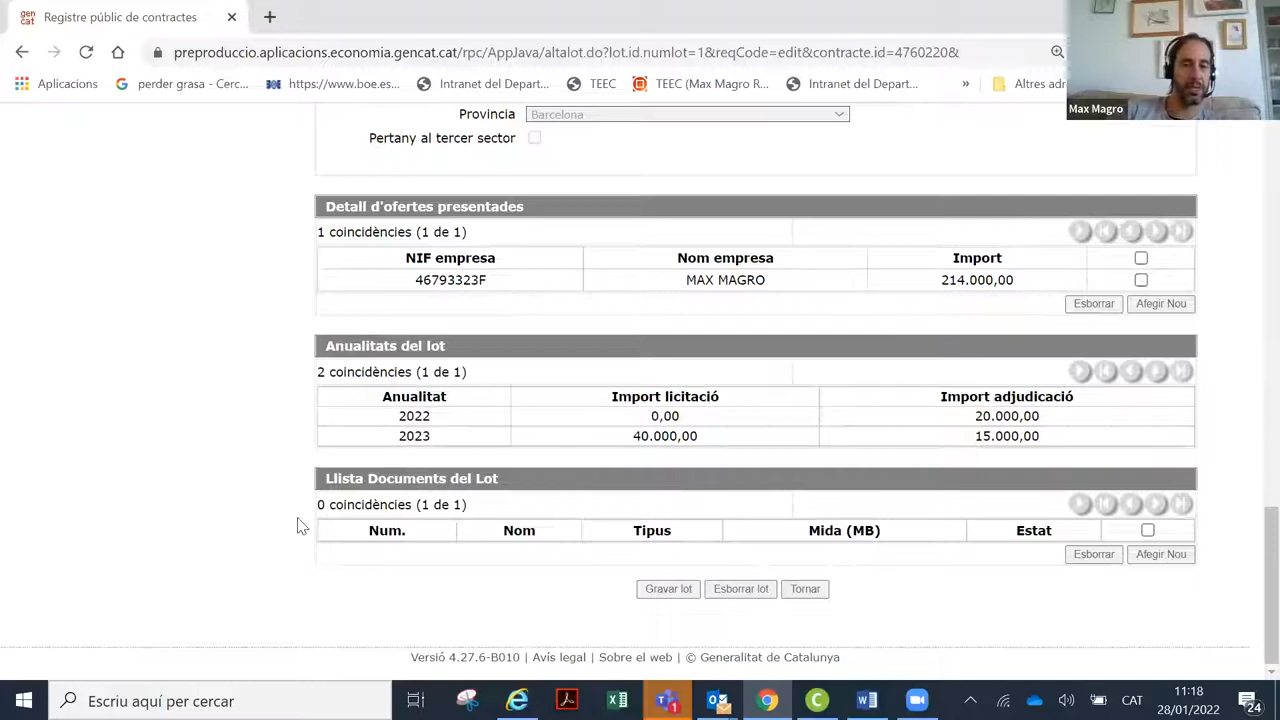 gen
cat
Registre públic de contractes
preproduccio.aplicacions.economia.gencat.cat/rpc/AppJava/altalot.do?lot.id.numlot=1&reqCode=edit&contracte.id=4760220&
Aplicacions
perder grasa - Cerc...
https://www.boe.es...
Intranet del Depart...
TEEC
TEEC (Max Magro R...
Intranet del Depart...
»
Altres adr
Max Magro
Provincia
Barcelona
Pertany al tercer sector
Detall d'ofertes presentades
1 coincidències (1 de 1)
NIF empresa Nom empresa Import
46793323F MAX MAGRO 214.000,00
Esborrar Afegir Nou
Anualitats del lot
2 coincidències (1 de 1)
Anualitat Import licitació Import adjudicació
2022 0,00 20.000,00
2023 40.000,00 15.000,00
Llista Documents del Lot
0 coincidències (1 de 1)
Num. Nom Tipus Mida (MB) Estat
Esborrar Afegir Nou
Gravar lot Esborrar lot Tornar
Versió 4.27.6-B010 | Avís legal | Sobre el web | © Generalitat de Catalunya
Escriu aquí per cercar
CAT
11:18
28/01/2022
24